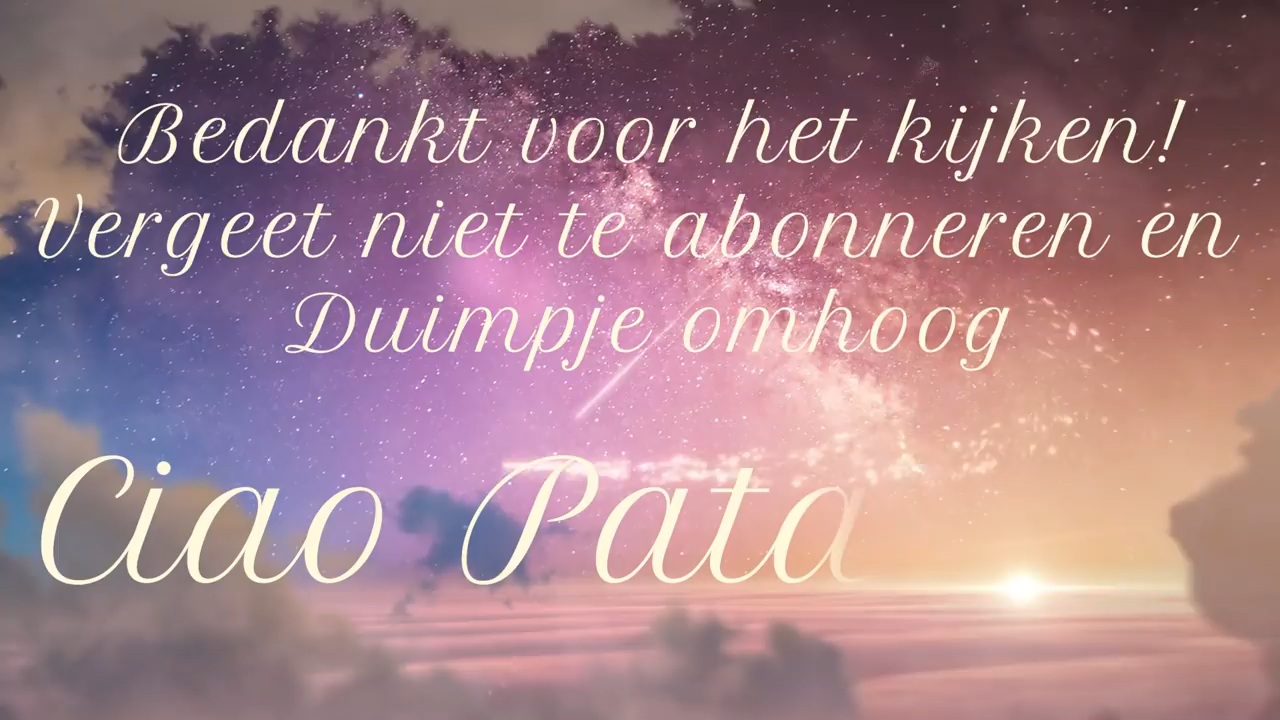 Bedankt voor het kijken!
Vergeet niet te abonneren en
Duimpje omhoog
Ciao Pata